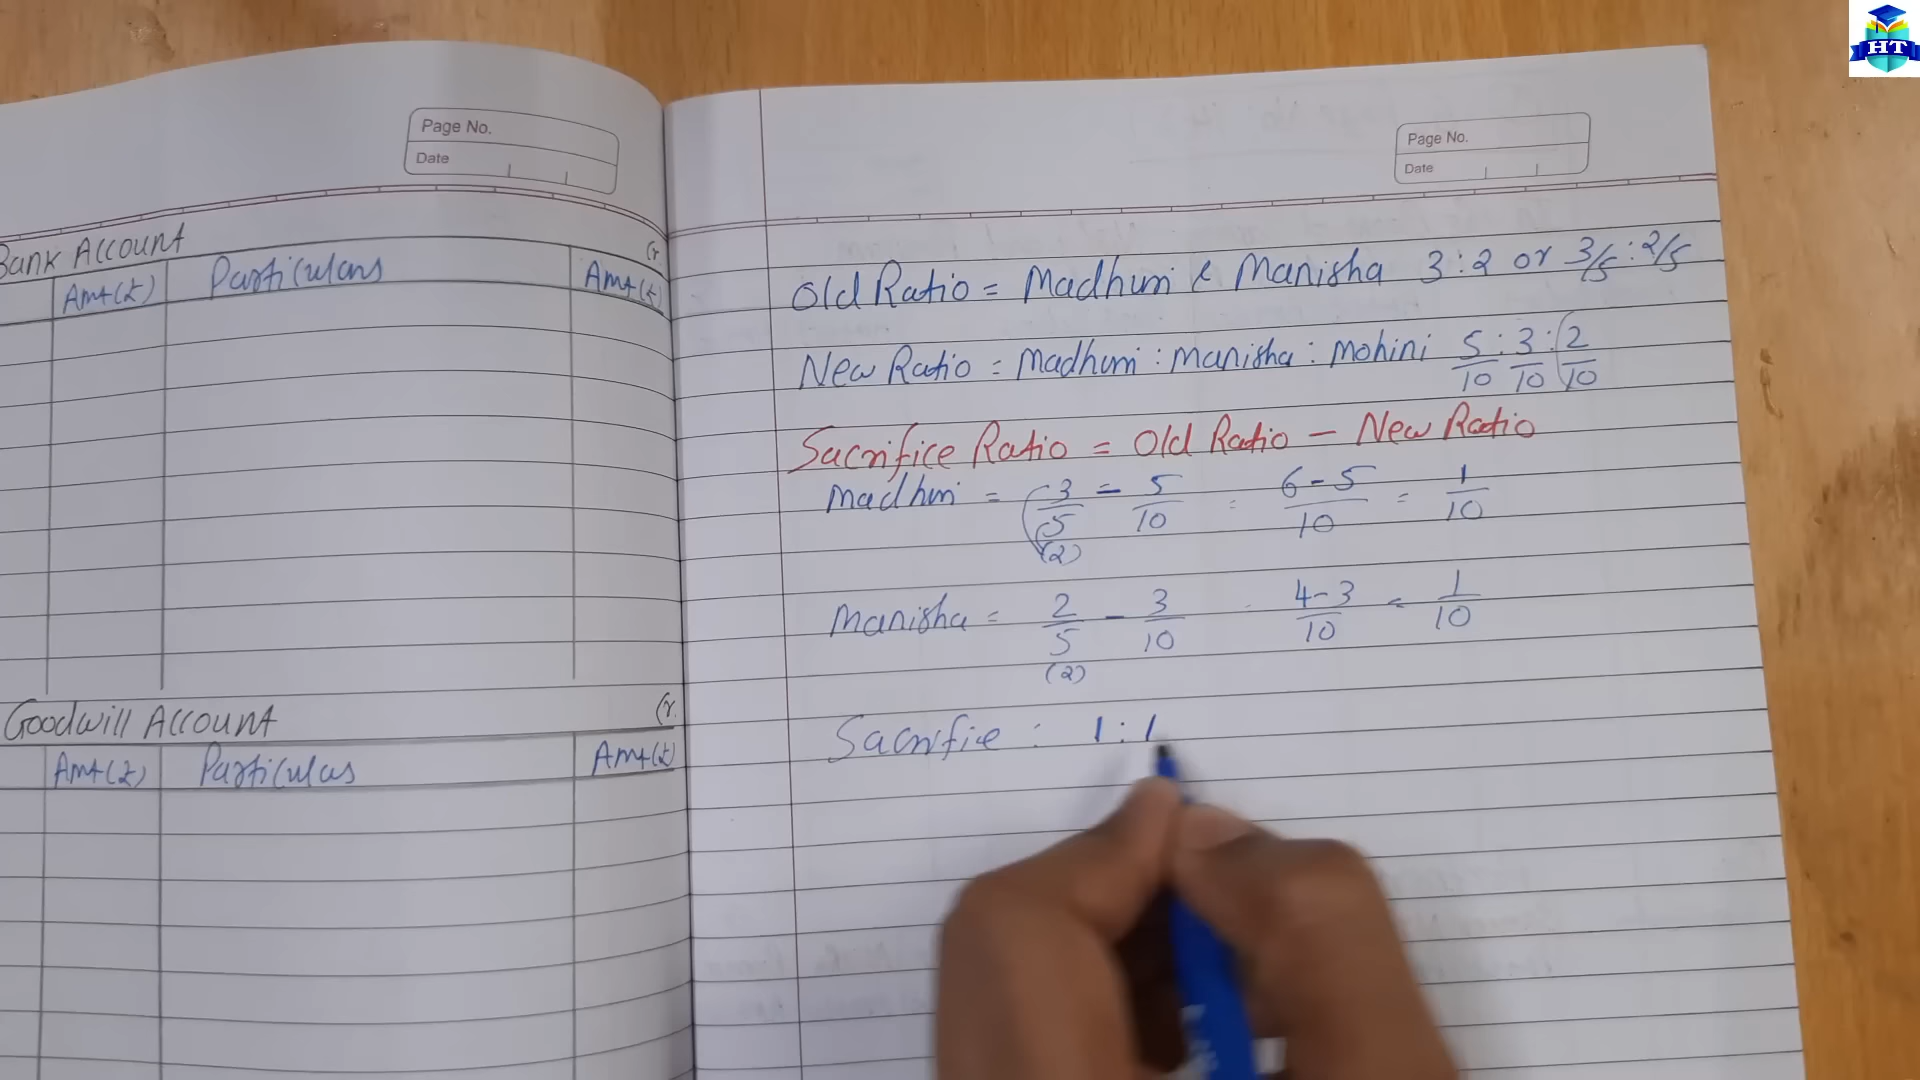 HT
Page No.
Date
Bank Account
Cr
Amt(₹) Particulars Amt(₹)
Goodwill Account
Cr.
Amt(₹) Particulas Amt(₹)
Page No.
Date
Old Ratio = Madhuri & Manisha 3:2 or 3/5:2/5
New Ratio = Madhuri : Manisha : Mohini 5/10 : 3/10 : 2/10
Sacrifice Ratio = Old Ratio - New Ratio
Madhuri = 3/5 - 5/10 = 6-5/10 = 1/10
(2)
Manisha = 2/5 - 3/10 = 4-3/10 = 1/10
(2)
Sacrifice : 1:1